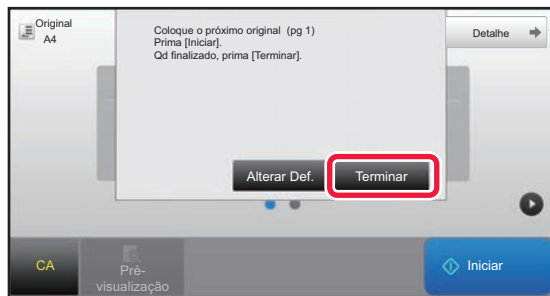 Original
A4
Coloque o próximo original (pg 1)
Prima [Iniciar].
Qd finalizado, prima [Terminar].
Detalhe
Alterar Def.
Terminar
CA
Pré-
visualização
Iniciar